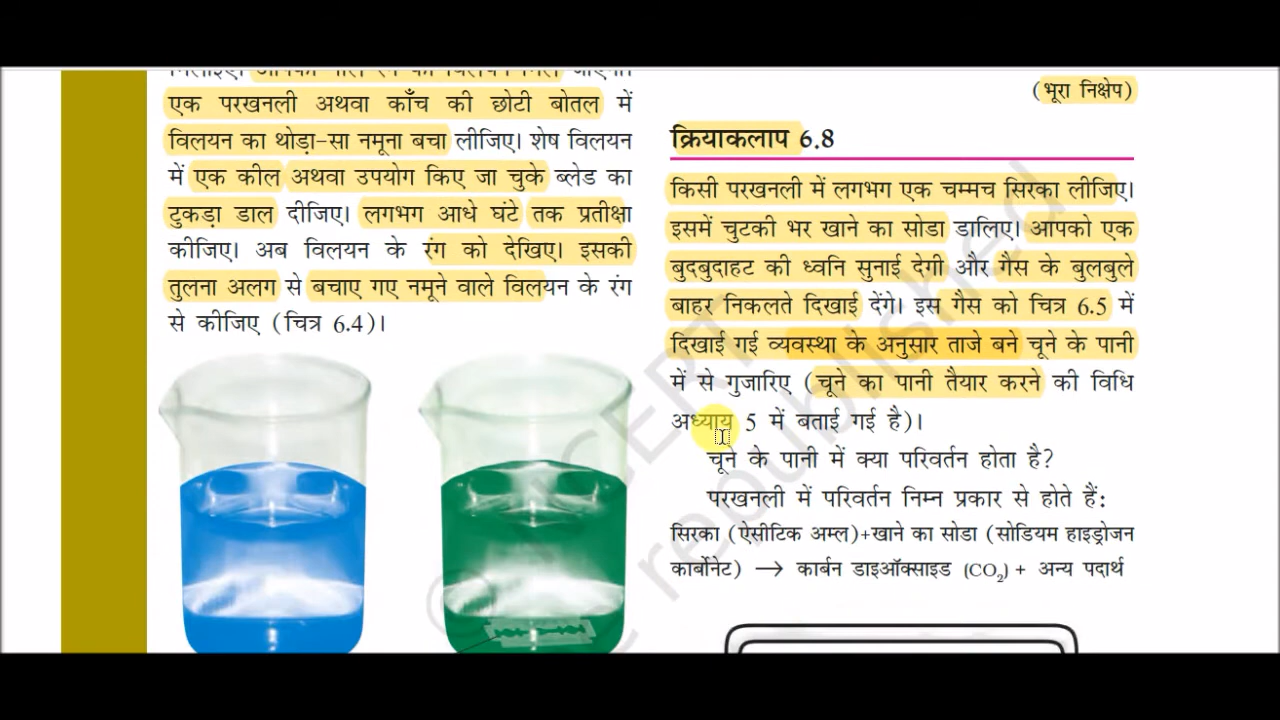 एक परखनली अथवा काँच की छोटी बोतल में
विलयन का थोड़ा-सा नमूना बचा लीजिए। शेष विलयन
में एक कील अथवा उपयोग किए जा चुके ब्लेड का
टुकड़ा डाल दीजिए। लगभग आधे घंटे तक प्रतीक्षा
कीजिए। अब विलयन के रंग को देखिए। इसकी
तुलना अलग से बचाए गए नमूने वाले विलयन के रंग
से कीजिए (चित्र 6.4)।
(भूरा निक्षेप)
क्रियाकलाप 6.8
किसी परखनली में लगभग एक चम्मच सिरका लीजिए।
इसमें चुटकी भर खाने का सोडा डालिए। आपको एक
बुदबुदाहट की ध्वनि सुनाई देगी और गैस के बुलबुले
बाहर निकलते दिखाई देंगे। इस गैस को चित्र 6.5 में
दिखाई गई व्यवस्था के अनुसार ताजे बने चूने के पानी
में से गुजारिए (चूने का पानी तैयार करने की विधि
अध्याय 5 में बताई गई है)।
चूने के पानी में क्या परिवर्तन होता है?
परखनली में परिवर्तन निम्न प्रकार से होते हैं:
सिरका (ऐसीटिक अम्ल)+खाने का सोडा (सोडियम हाइड्रोजन
कार्बोनेट) → कार्बन डाइऑक्साइड (CO₂) + अन्य पदार्थ